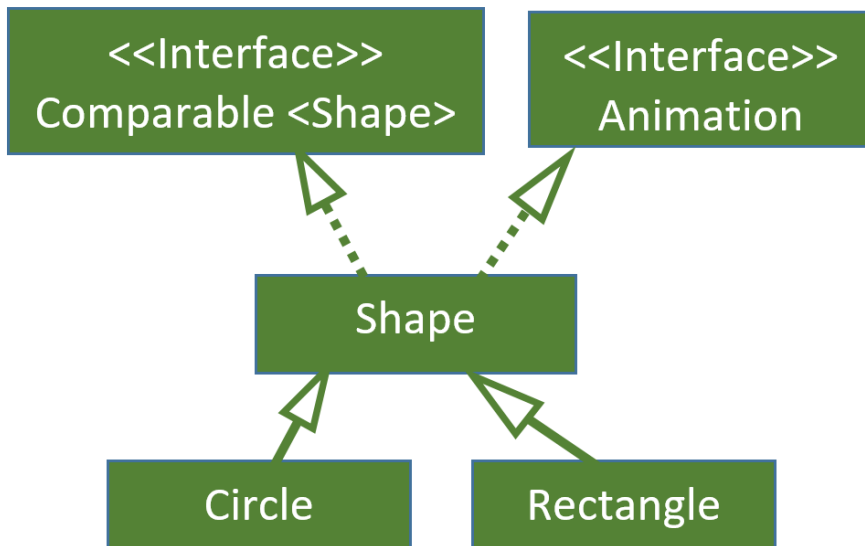 <<Interface>>
Comparable <Shape>
<<Interface>>
Animation
Shape
Circle
Rectangle